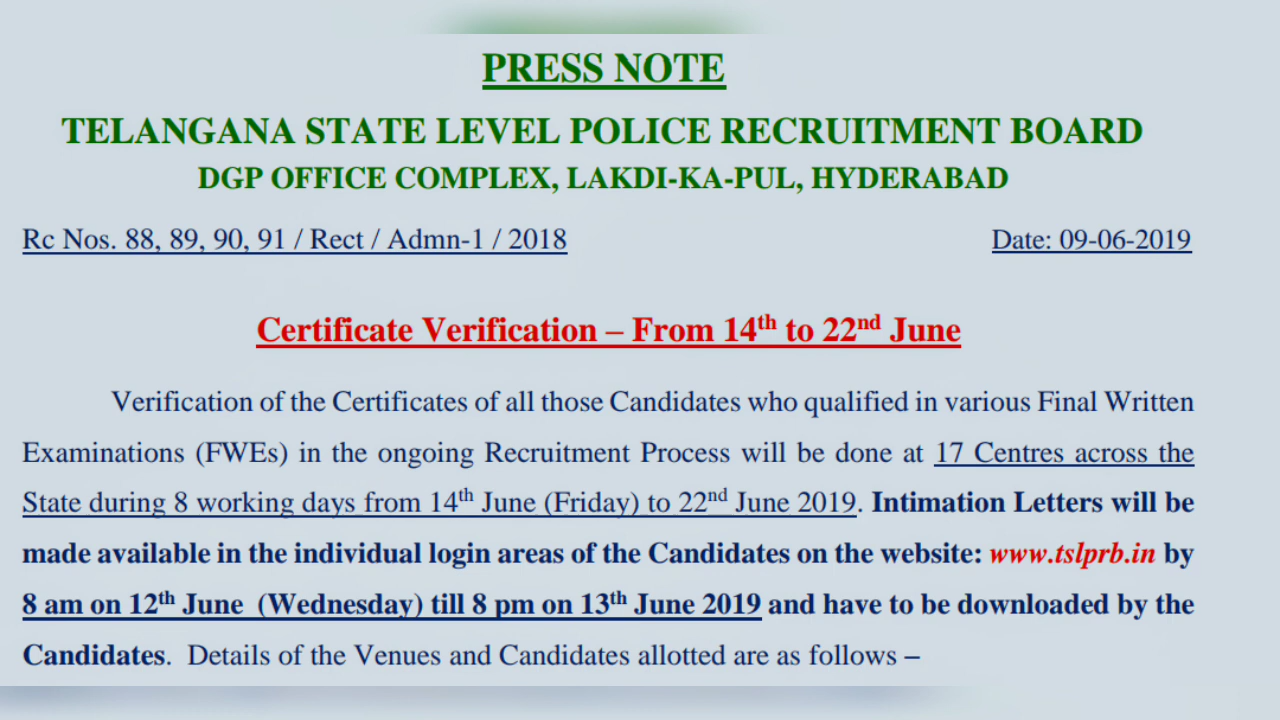 PRESS NOTE
TELANGANA STATE LEVEL POLICE RECRUITMENT BOARD
DGP OFFICE COMPLEX, LAKDI-KA-PUL, HYDERABAD
Rc Nos. 88, 89, 90, 91 / Rect / Admn-1 / 2018 Date: 09-06-2019
Certificate Verification – From 14th to 22nd June
Verification of the Certificates of all those Candidates who qualified in various Final Written
Examinations (FWEs) in the ongoing Recruitment Process will be done at 17 Centres across the
State during 8 working days from 14th June (Friday) to 22nd June 2019. Intimation Letters will be
made available in the individual login areas of the Candidates on the website: www.tslprb.in by
8 am on 12th June (Wednesday) till 8 pm on 13th June 2019 and have to be downloaded by the
Candidates. Details of the Venues and Candidates allotted are as follows –